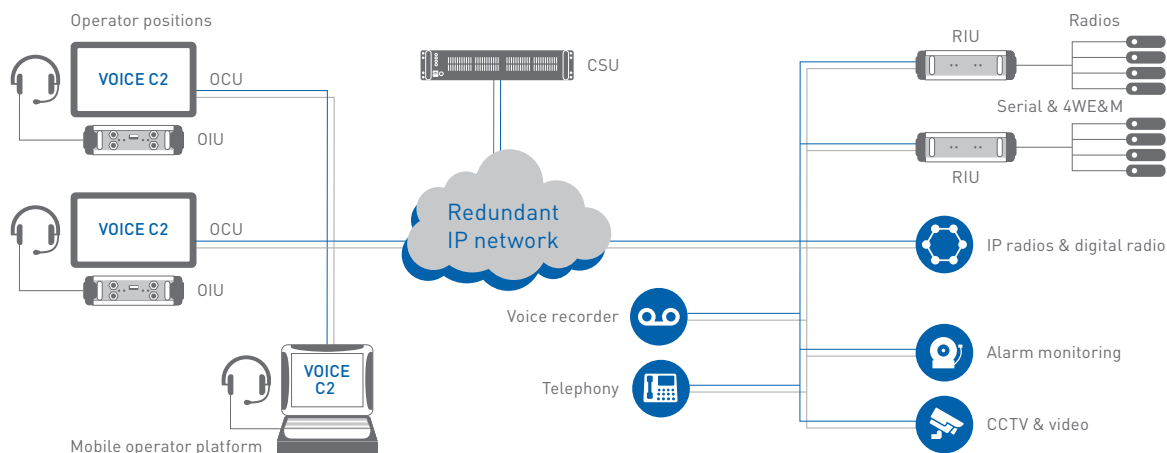 Operator positions
VOICE C2
OCU
OIU
VOICE C2
OCU
OIU
VOICE
C2
Mobile operator platform
CSU
Redundant
IP network
Voice recorder
Telephony
RIU
Radios
Serial & 4WE&M
RIU
IP radios & digital radio
Alarm monitoring
CCTV & video